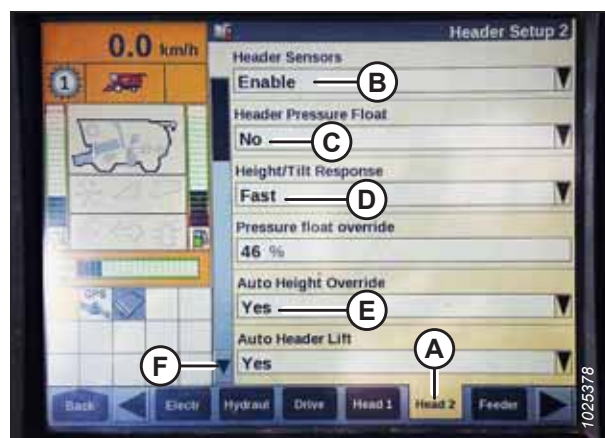 0.0 km/h
Header Setup 2
1
Header Sensors
Enable
B
Header Pressure Float
No
C
Height/Tilt Response
Fast
D
Pressure float override
46 %
Auto Height Override
Yes
E
GPS
Auto Header Lift
Yes
F
A
Back
Electr
Hydraul
Drive
Head 1
Head 2
Feeder
1025378